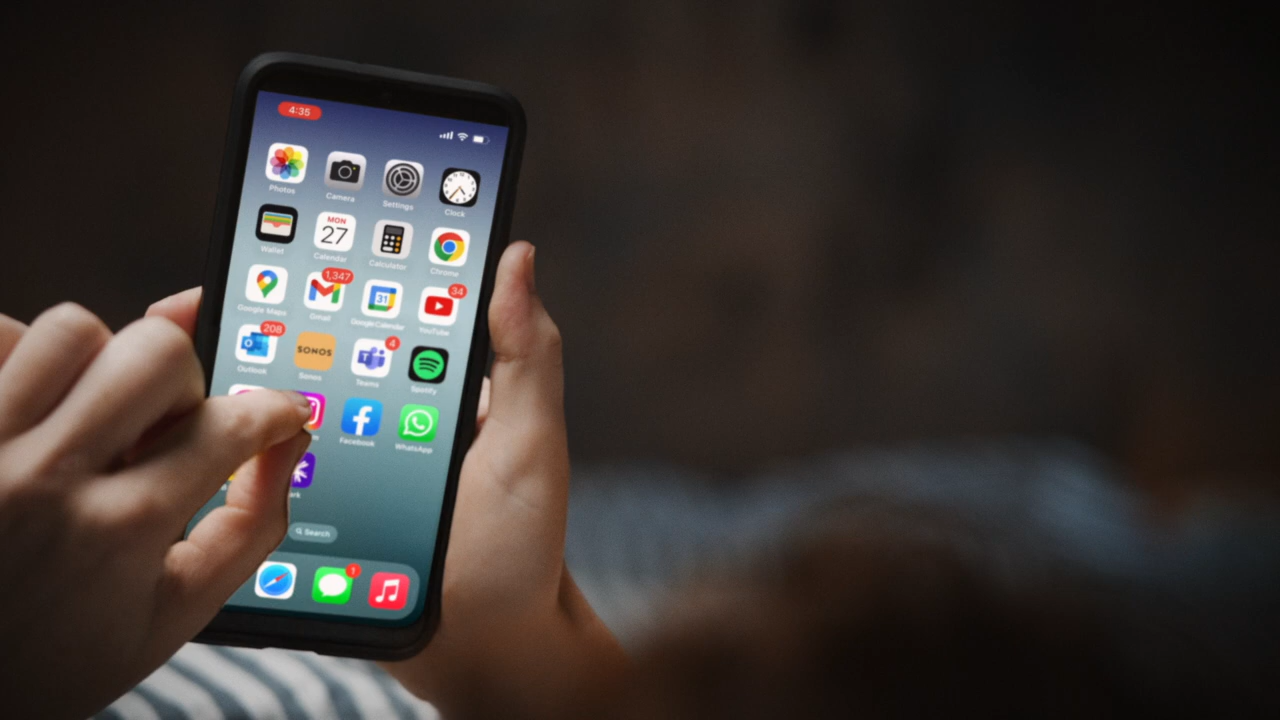 4:35
Photos
Camera
Settings
Clock
MON
27
Wallet
Calendar
Calculator
Chrome
1,347
31
34
Google Maps
Gmail
Google Calendar
YouTube
208
SONOS
4
Outlook
Sonos
Teams
Spotify
Facebook
WhatsApp
Search
1